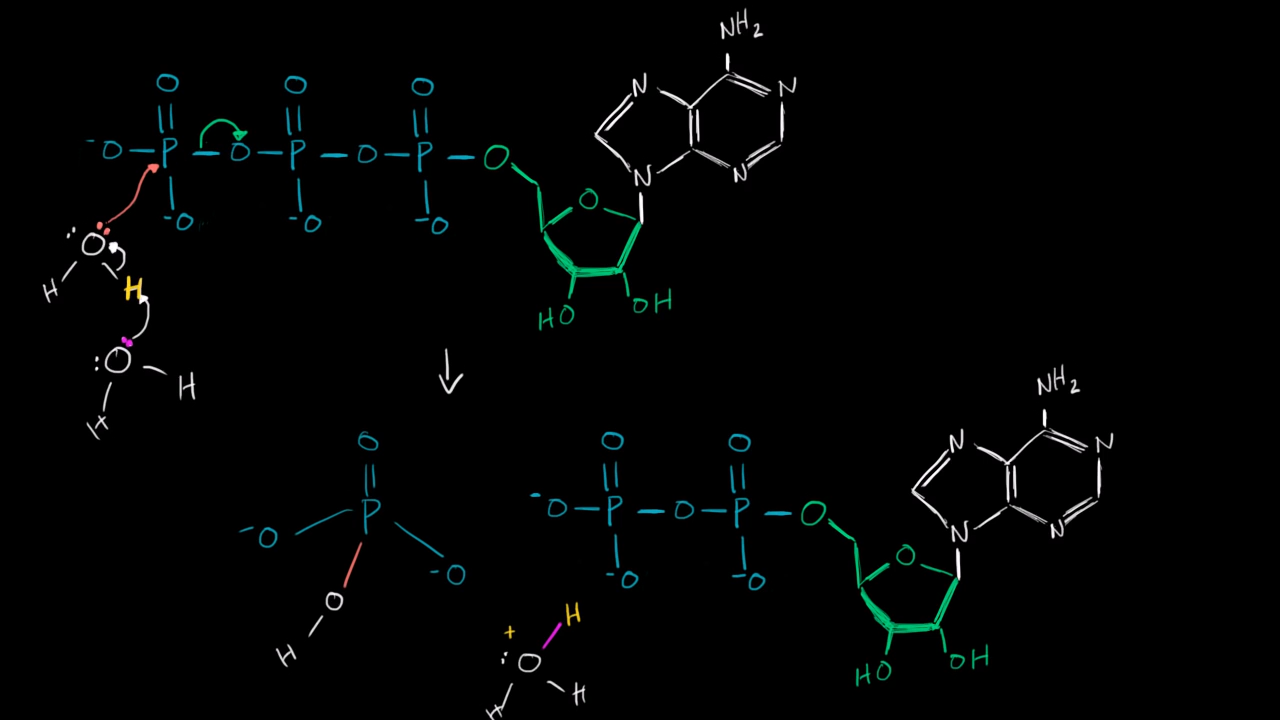 NH₂
O O O N N
⁻O P O P O P O N N
⁻O ⁻O ⁻O O
:O:
H H
HO OH
:O: H
H
NH₂
O O O N N
⁻O P ⁻O P O P O N N
⁻O ⁻O ⁻O O
O H
+
H :O H HO OH
H